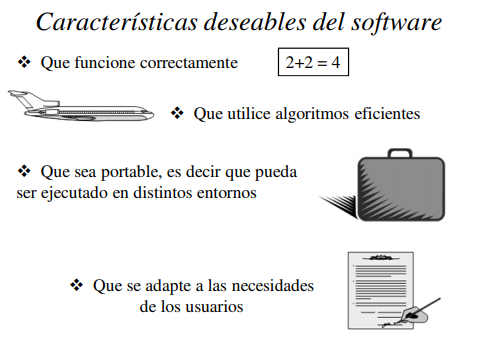 Características deseables del software
❖ Que funcione correctamente
2+2 = 4
❖ Que utilice algoritmos eficientes
❖ Que sea portable, es decir que pueda
ser ejecutado en distintos entornos
❖ Que se adapte a las necesidades
de los usuarios